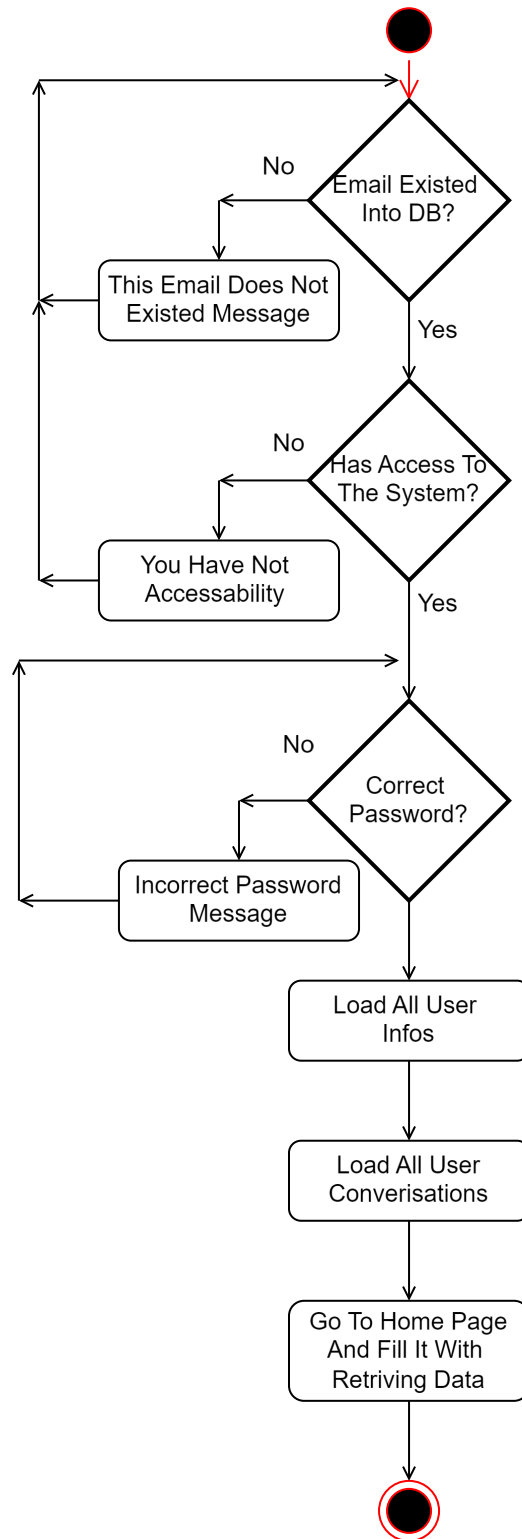 No
Email Existed
Into DB?
This Email Does Not
Existed Message
Yes
No
Has Access To
The System?
You Have Not
Accessability
Yes
No
Correct
Password?
Incorrect Password
Message
Load All User
Infos
Load All User
Converisations
Go To Home Page
And Fill It With
Retriving Data